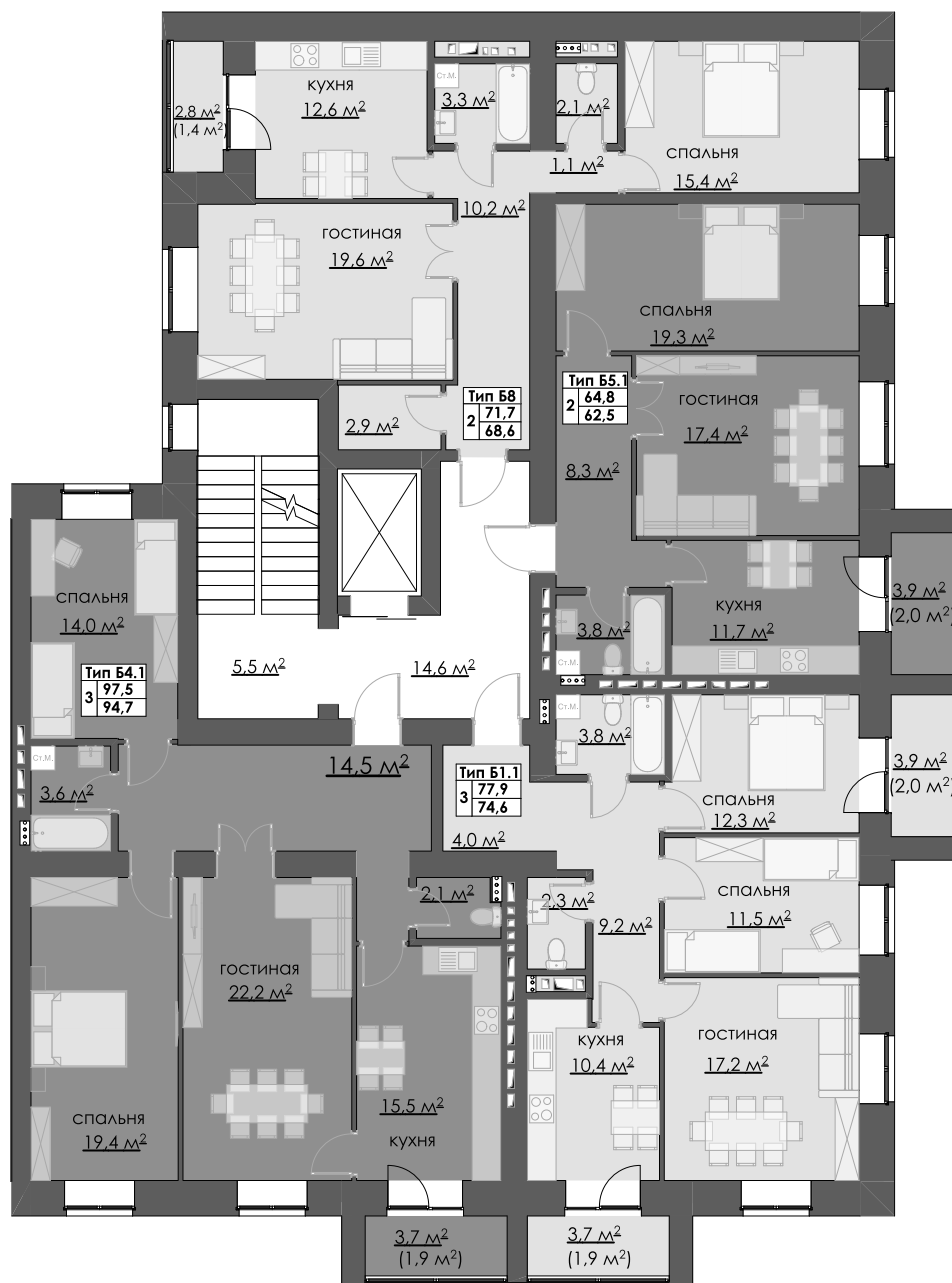 кухня
12,6 м²
2,8 м²
(1,4 м²)
Ст.М.
3,3 м²
2,1 м²
1,1 м²
спальня
15,4 м²
10,2 м²
гостиная
19,6 м²
спальня
19,3 м²
Тип Б8
2
71,7
68,6
2,9 м²
Тип Б5.1
2
64,8
62,5
гостиная
17,4 м²
8,3 м²
спальня
14,0 м²
Тип Б4.1
3
97,5
94,7
5,5 м²
14,6 м²
3,8 м²
Ст.М.
кухня
11,7 м²
3,9 м²
(2,0 м²)
Ст.М.
3,8 м²
14,5 м²
Ст.М.
3,6 м²
Тип Б1.1
3
77,9
74,6
4,0 м²
спальня
12,3 м²
3,9 м²
(2,0 м²)
2,1 м²
2,3 м²
9,2 м²
спальня
11,5 м²
гостиная
22,2 м²
спальня
19,4 м²
15,5 м²
кухня
кухня
10,4 м²
гостиная
17,2 м²
3,7 м²
(1,9 м²)
3,7 м²
(1,9 м²)